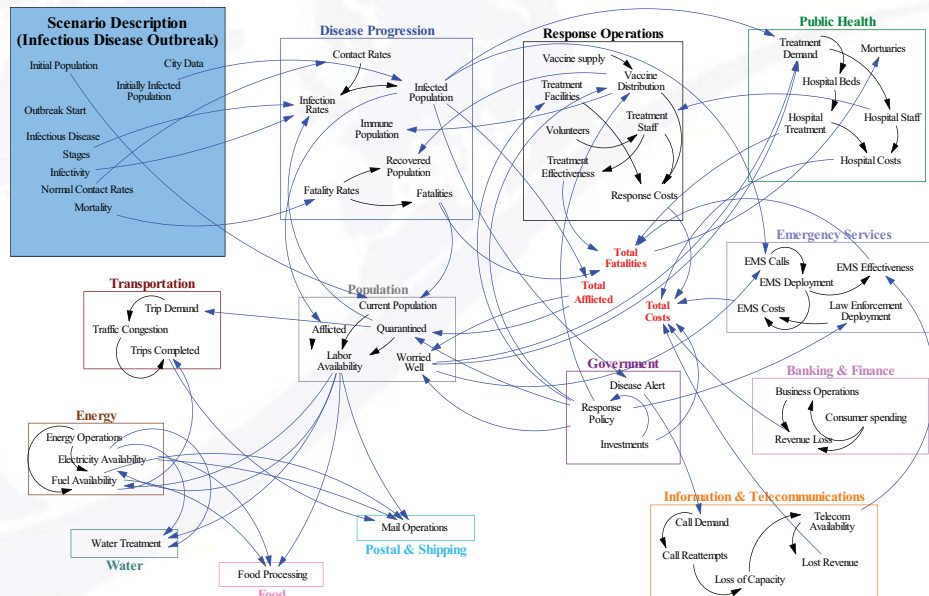 Scenario Description
(Infectious Disease Outbreak)
Initial Population
City Data
Initially Infected
Population
Outbreak Start
Infectious Disease
Stages
Infectivity
Normal Contact Rates
Mortality
Disease Progression
Contact Rates
Infection
Rates
Infected
Population
Immune
Population
Recovered
Population
Fatality Rates
Fatalities
Response Operations
Vaccine supply
Vaccine
Distribution
Treatment
Facilities
Treatment
Staff
Volunteers
Treatment
Effectiveness
Response Costs
Public Health
Treatment
Demand
Mortuaries
Hospital Beds
Hospital
Treatment
Hospital Staff
Hospital Costs
Total
Fatalities
Total
Afflicted
Total
Costs
Emergency Services
EMS Calls
EMS Effectiveness
EMS Deployment
EMS Costs
Law Enforcement
Deployment
Transportation
Trip Demand
Traffic Congestion
Trips Completed
Population
Current Population
Afflicted
Quarantined
Labor
Availability
Worried
Well
Government
Disease Alert
Response
Policy
Investments
Banking & Finance
Business Operations
Consumer spending
Revenue Loss
Energy
Energy Operations
Electricity Availability
Fuel Availability
Information & Telecommunications
Call Demand
Telecom
Availability
Call Reattempts
Lost Revenue
Loss of Capacity
Mail Operations
Postal & Shipping
Water Treatment
Water
Food Processing
Food